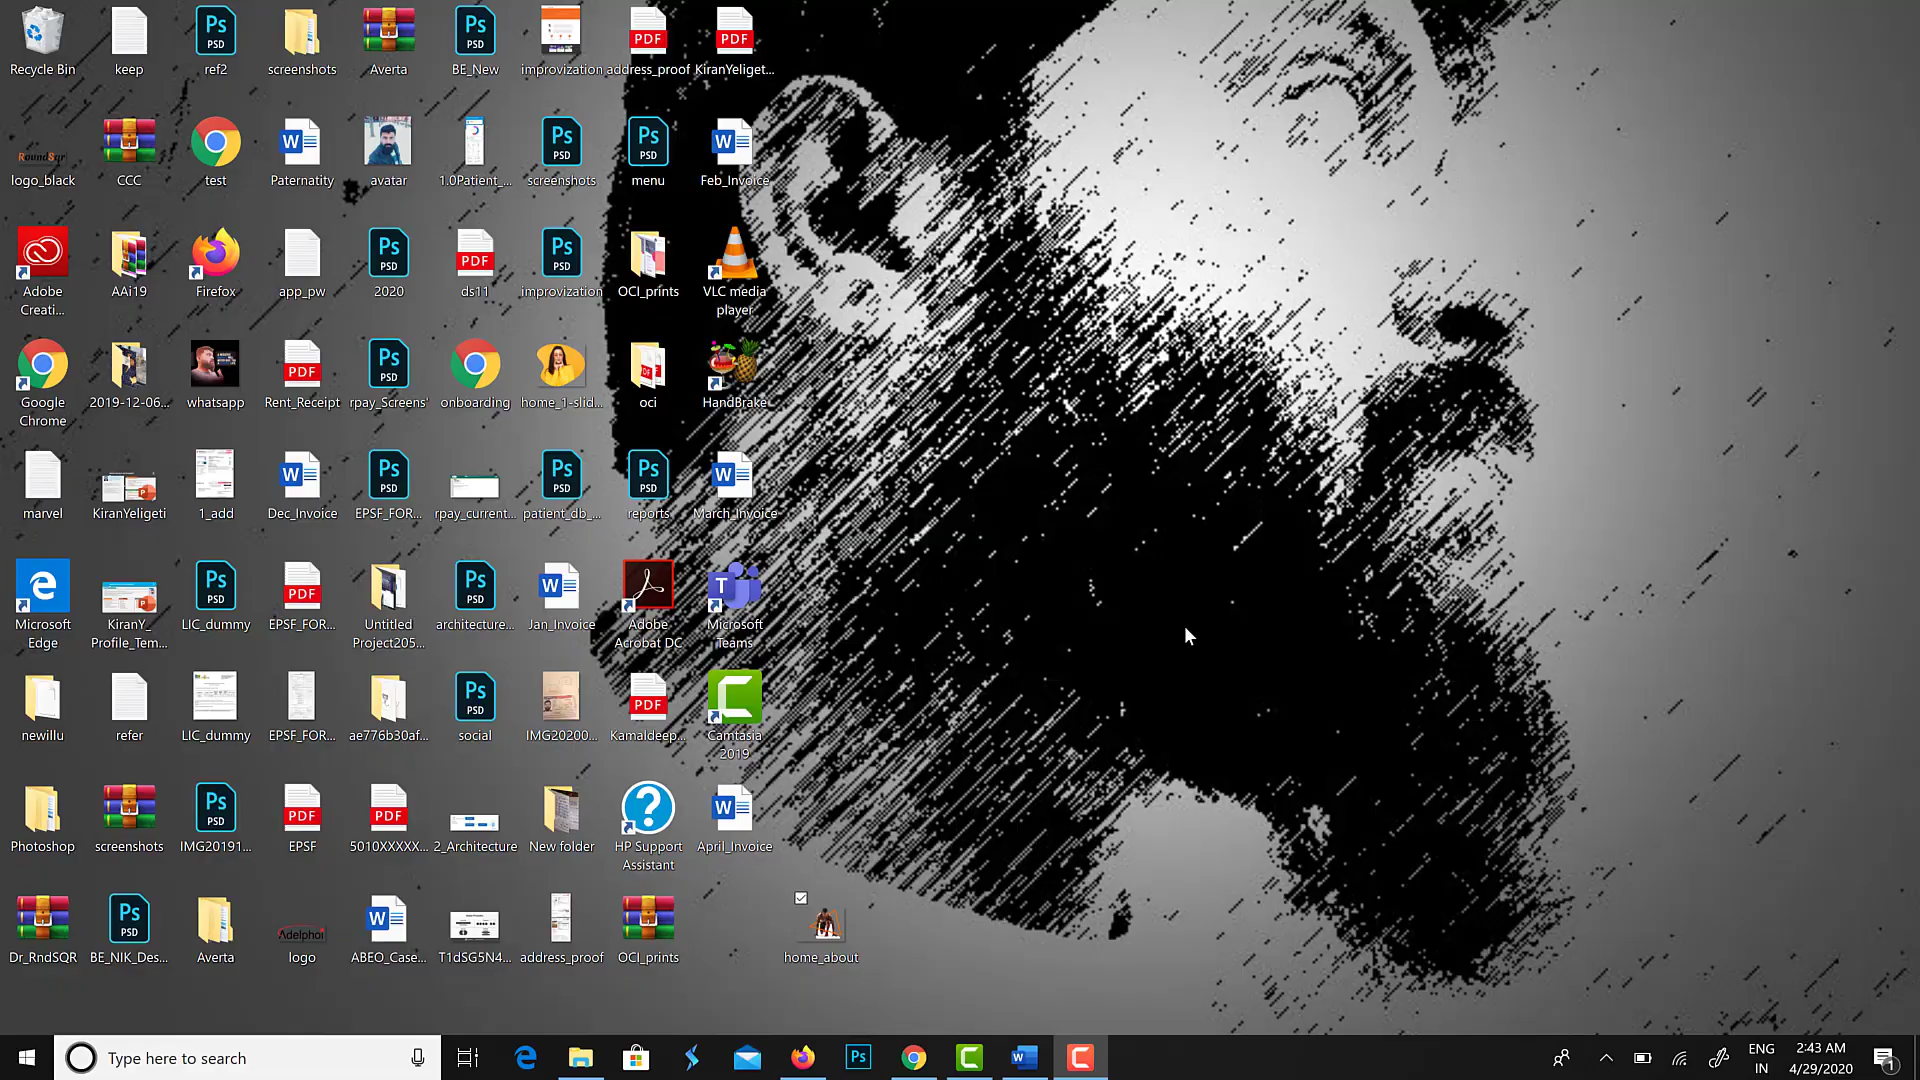 Recycle Bin
keep
ref2
screenshots
Averta
BE_New
improvization
address_proof
KiranYeliget...
RoundSqr
logo_black
CCC
test
Paternatity
avatar
1.0Patient_...
screenshots
menu
Feb_Invoice
Adobe
Creati...
AAi19
Firefox
app_pw
2020
ds11
improvization
OCI_prints
VLC media
player
Google
Chrome
2019-12-06...
whatsapp
Rent_Receipt
rpay_Screens'
onboarding
home_1-slid...
oci
HandBrake
marvel
KiranYeligeti
1_add
Dec_Invoice
EPSF_FOR...
rpay_current...
patient_db_...
reports
March_Invoice
Microsoft
Edge
KiranY_
Profile_Tem...
LIC_dummy
EPSF_FOR...
Untitled
Project205...
architecture...
Jan_Invoice
Adobe
Acrobat DC
Microsoft
Teams
newillu
refer
LIC_dummy
EPSF_FOR...
ae776b30af...
social
IMG20200...
Kamaldeep...
Camtasia
2019
Photoshop
screenshots
IMG20191...
EPSF
5010XXXXX...
2_Architecture
New folder
HP Support
Assistant
April_Invoice
Dr_RndSQR
BE_NIK_Des...
Averta
Adelphoi
logo
ABEO_Case...
T1dSG5N4...
address_proof
OCI_prints
home_about
Type here to search
ENG
IN
2:43 AM
4/29/2020
1